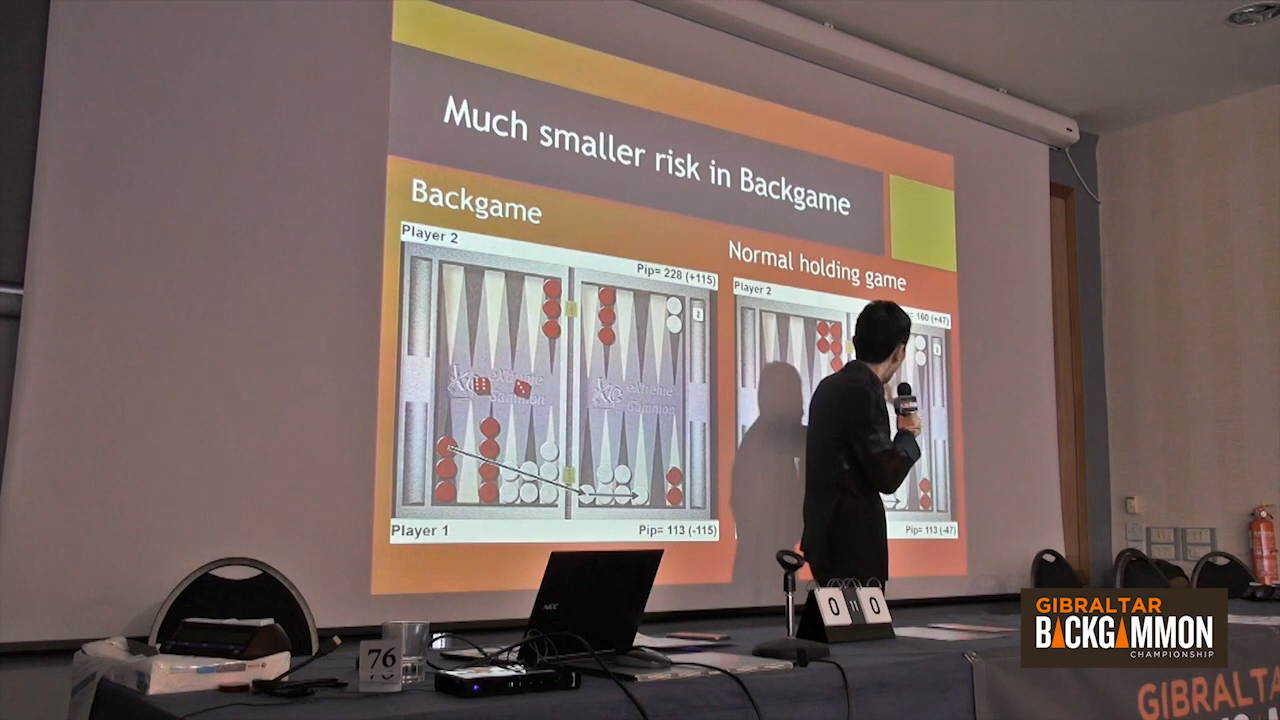 Much smaller risk in Backgame
Backgame
Normal holding game
Player 2
Pip= 228 (+115)
Player 2
= 160 (+47)
eXtreme
Gammon
eXtreme
Gammon
Player 1
Pip= 113 (-115)
Pip= 113 (-47)
NEC
0 11 0
76
GIBRALTAR
BACKGAMMON
CHAMPIONSHIP
GIBRALTA